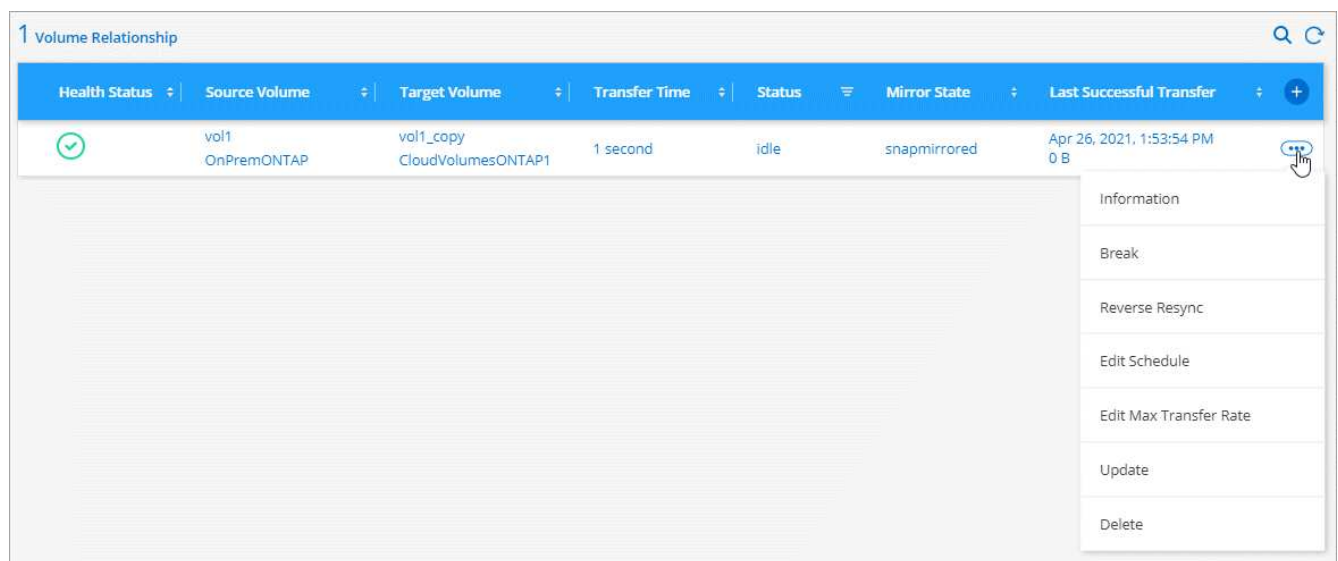 1 Volume Relationship
Health Status Source Volume Target Volume Transfer Time Status Mirror State Last Successful Transfer
vol1 vol1_copy 1 second idle snapmirrored Apr 26, 2021, 1:53:54 PM
OnPremONTAP CloudVolumesONTAP1 0 B
Information
Break
Reverse Resync
Edit Schedule
Edit Max Transfer Rate
Update
Delete